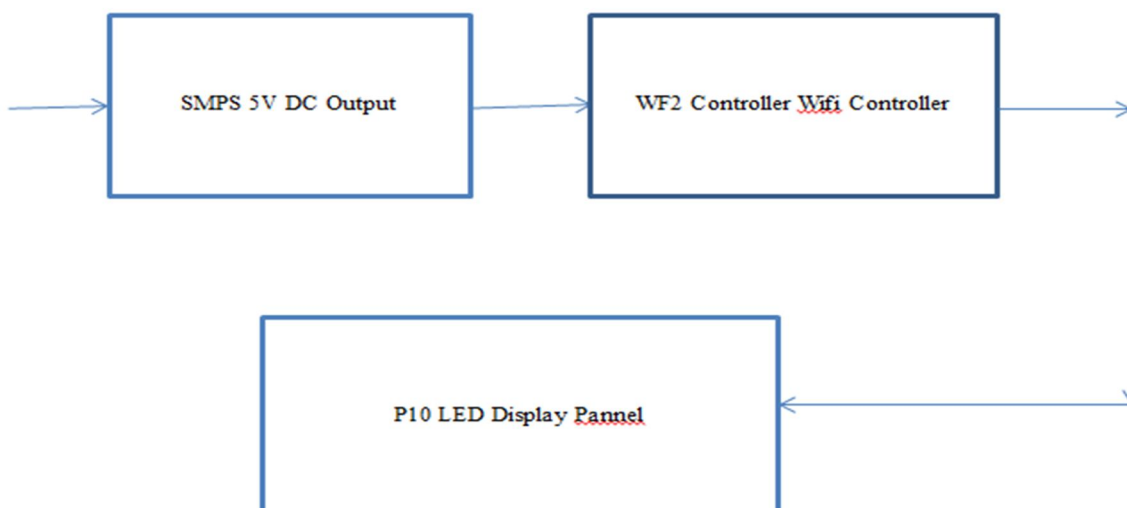 SMPS 5V DC Output
WF2 Controller Wifi Controller
P10 LED Display Pannel